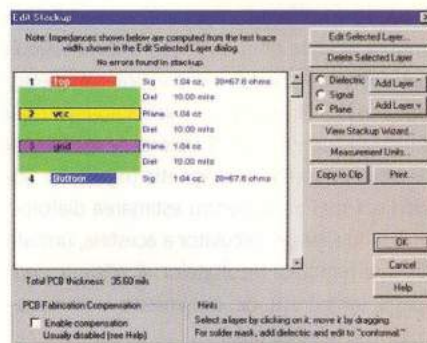 Edit Stackup
Note: Impedances shown below are computed from the test trace
width shown in the Edit Selected Layer dialog.
No errors found in stackup.
1 Top Sig 1.04 oz, Z0=67.6 ohms
Diel 10.00 mils
2 vcc Plane 1.04 oz
Diel 10.00 mils
3 gnd Plane 1.04 oz
Diel 10.00 mils
4 Bottom Sig 1.04 oz, Z0=67.6 ohms
Total PCB thickness: 35.60 mils
PCB Fabrication Compensation
Enable compensation
Usually disabled (see Help)
Edit Selected Layer...
Delete Selected Layer
Dielectric
Signal
Plane
Add Layer ^
Add Layer v
View Stackup Wizard...
Measurement Units...
Copy to Clip
Print...
OK
Cancel
Help
Hints
Select a layer by clicking on it; move it by dragging.
For solder mask, add dielectric and edit to "conformal."